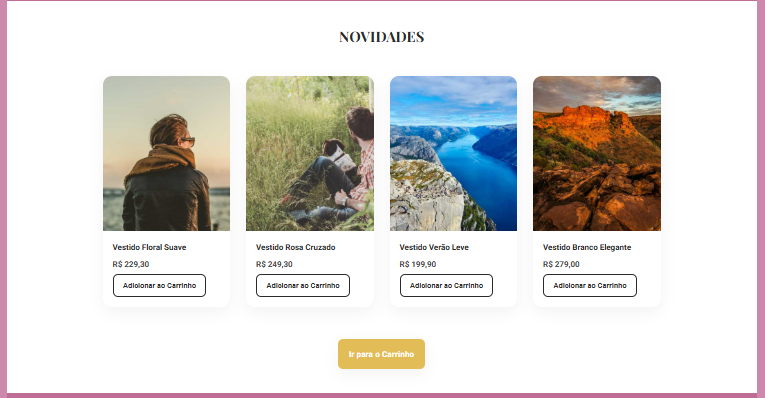 NOVIDADES
Vestido Floral Suave
R$ 229,30
Adicionar ao Carrinho
Vestido Rosa Cruzado
R$ 249,30
Adicionar ao Carrinho
Vestido Verão Leve
R$ 199,90
Adicionar ao Carrinho
Vestido Branco Elegante
R$ 279,00
Adicionar ao Carrinho
Ir para o Carrinho